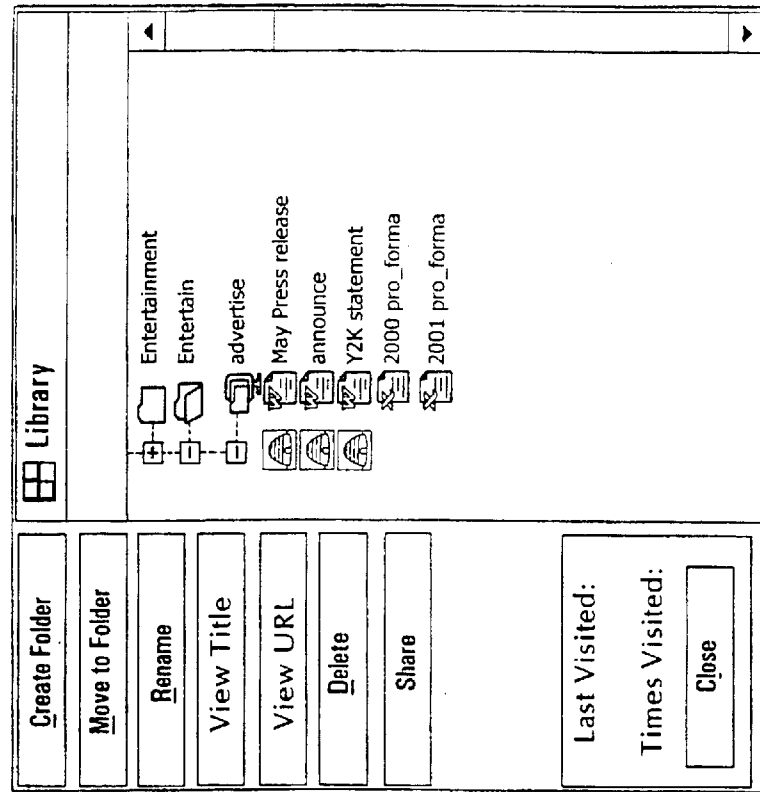 Create Folder
Move to Folder
Rename
View Title
View URL
Delete
Share
Last Visited:
Times Visited:
Close
Library
Entertainment
Entertain
advertise
May Press release
announce
Y2K statement
2000 pro_forma
2001 pro_forma